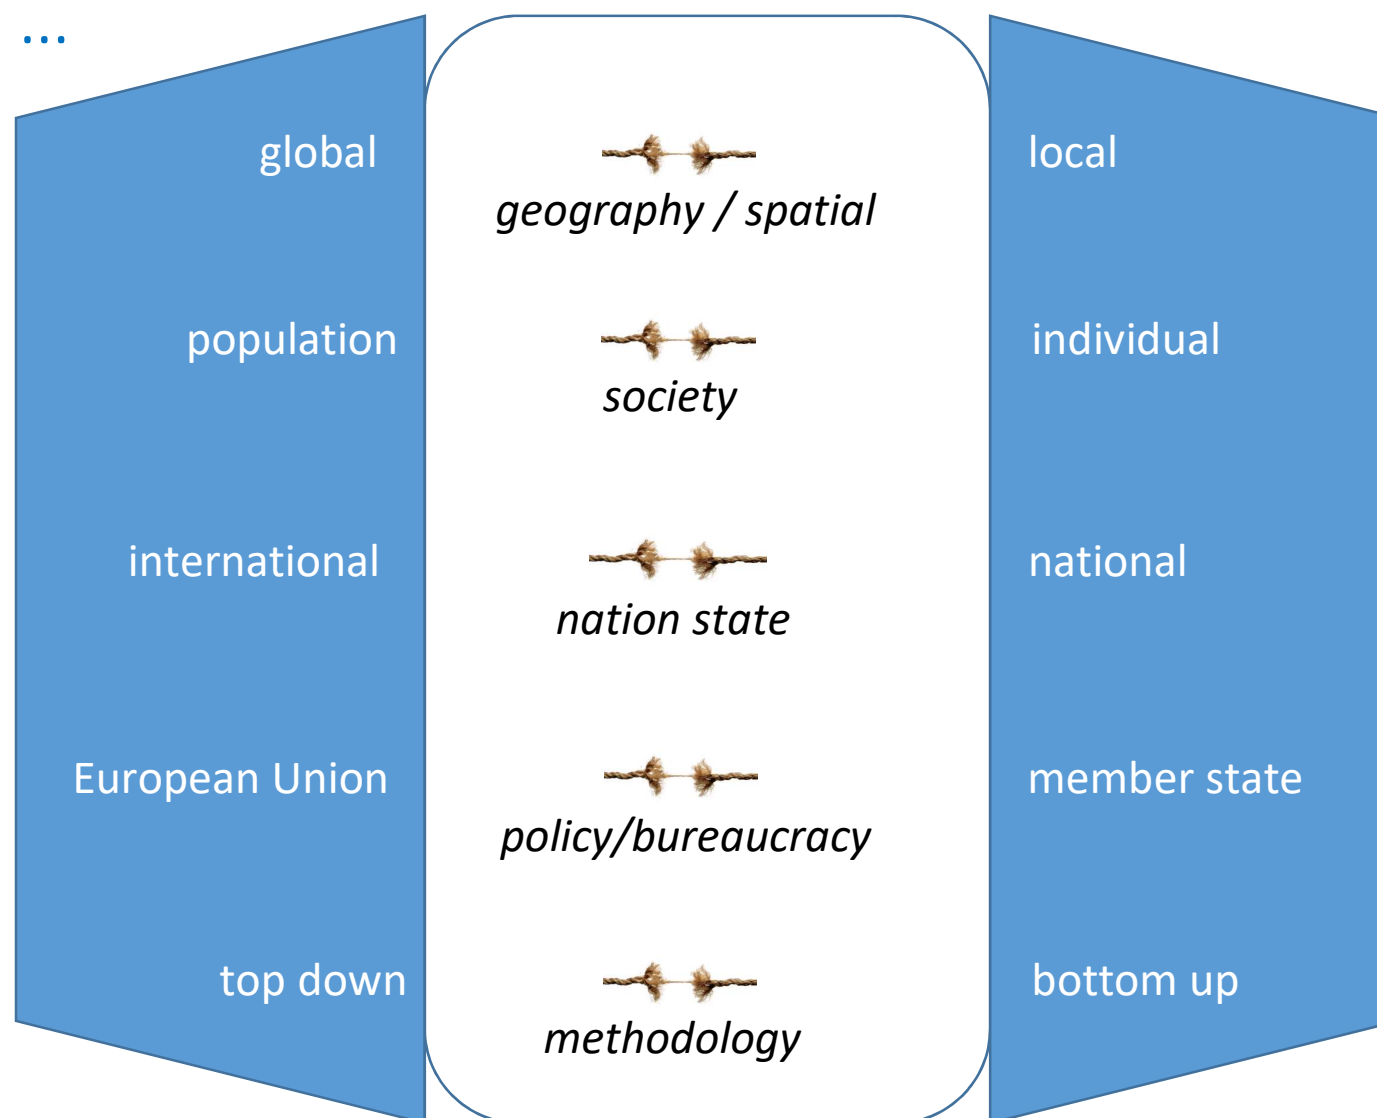 ...
global
local
geography / spatial
population
individual
society
international
national
nation state
European Union
member state
policy/bureaucracy
top down
bottom up
methodology